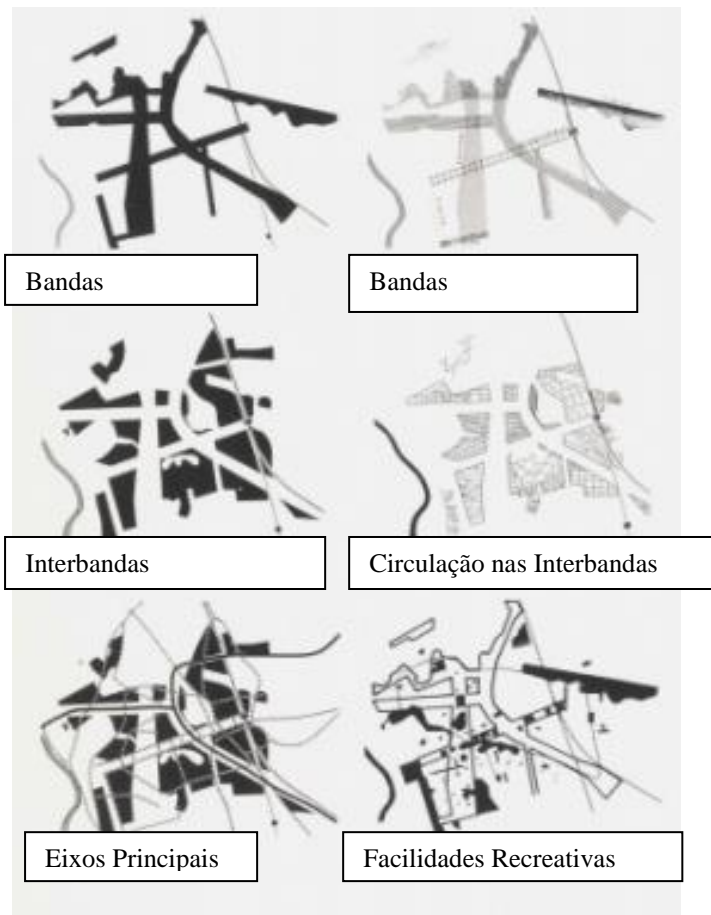 Bandas
Bandas
Interbandas
Circulação nas Interbandas
Eixos Principais
Facilidades Recreativas